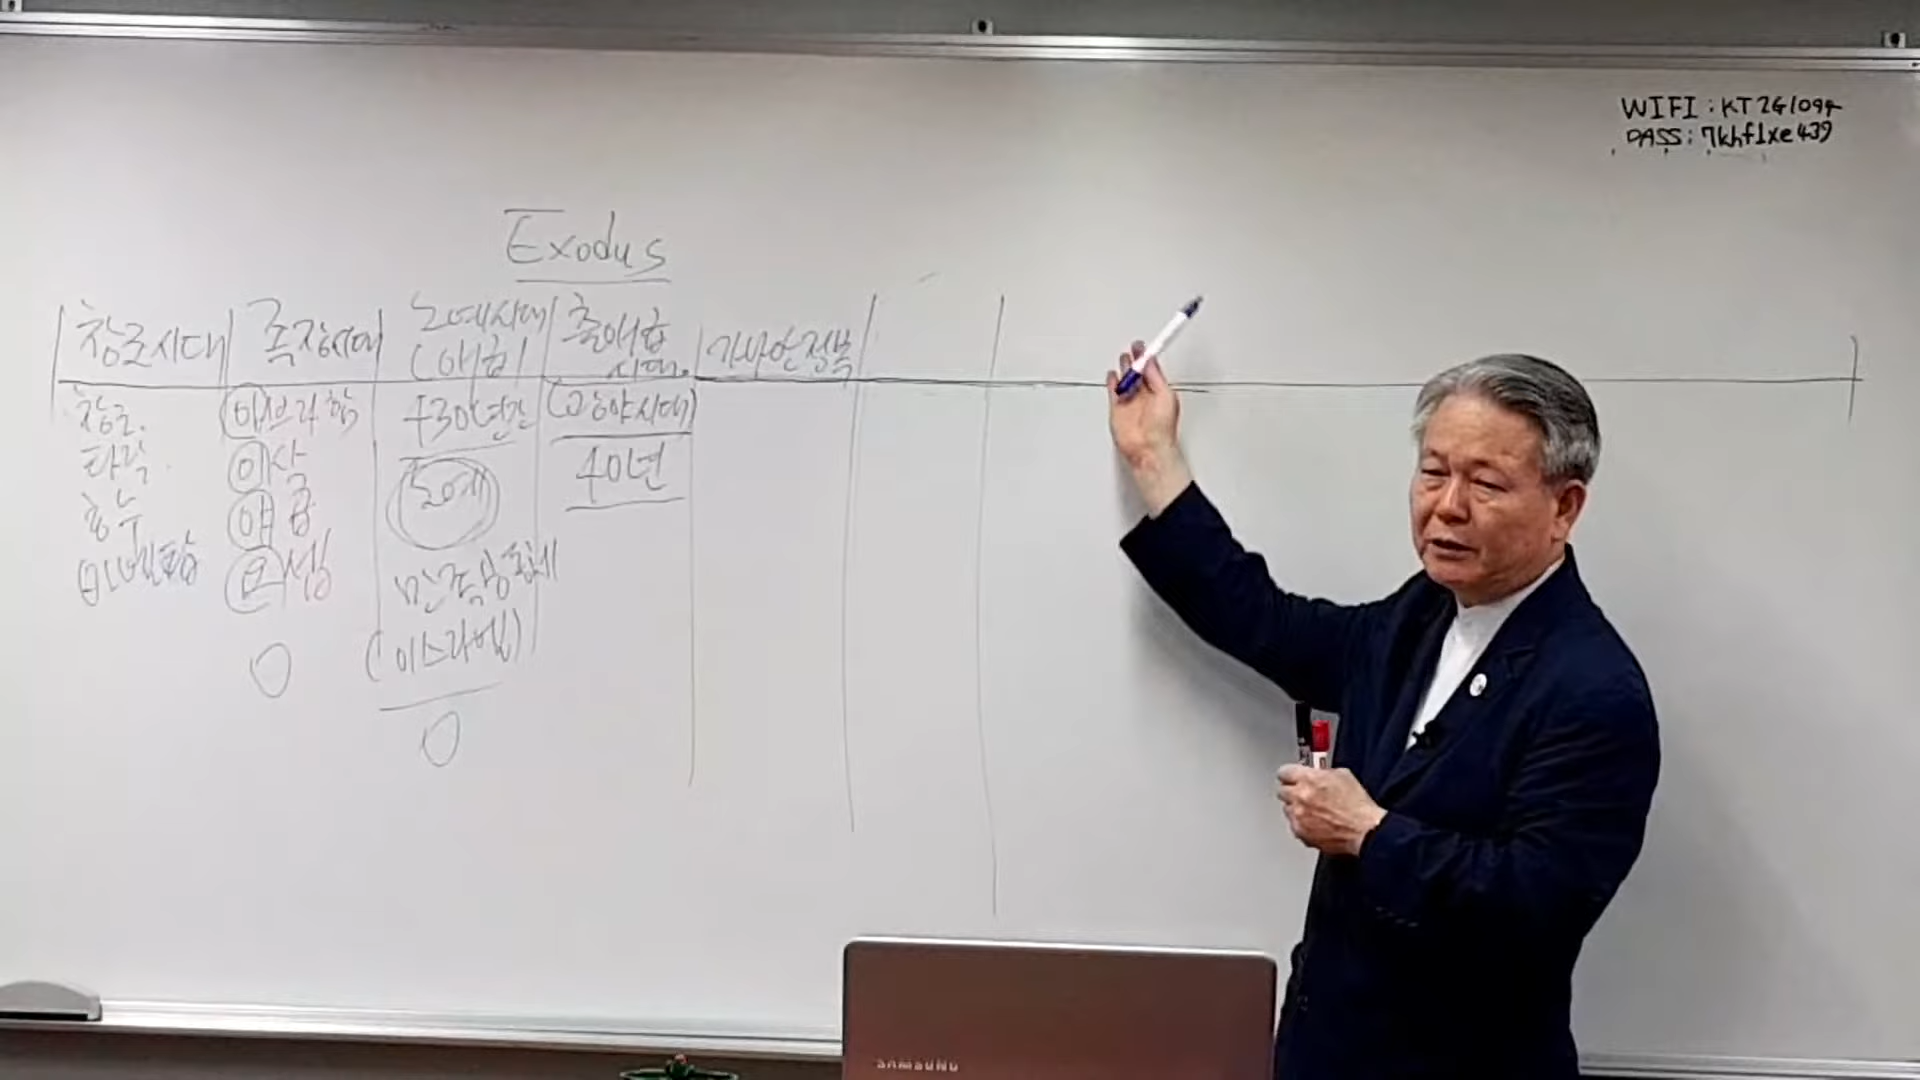 WIFI : KT2G1094
PASS : 7khf1xe439
Exodus
창조시대
족장시대
노예시대
(애굽)
출애굽
시대.
가나안정복
창조.
타락.
홍수
바벨탑
아브라함
이삭
야곱
요셉
0
430년간
노예
민족공동체
(이스라엘)
0
(광야시대)
40년
SAMSUNG